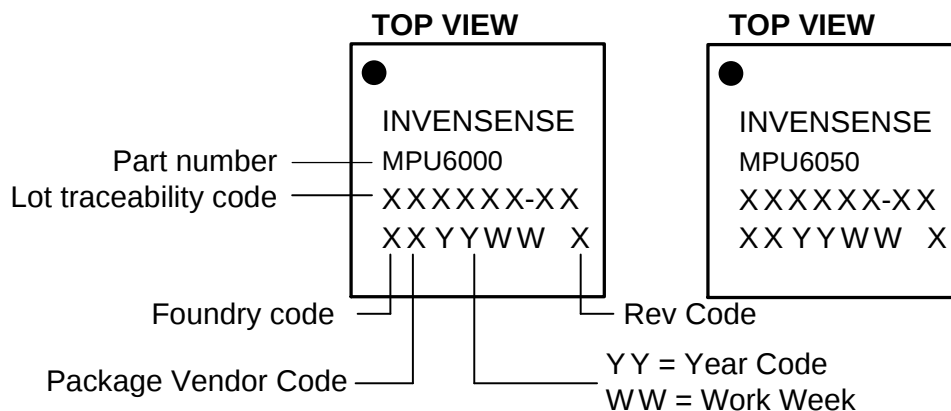 TOP VIEW
INVENSENSE
Part number
MPU6000
Lot traceability code
XXXXXX-XX
XXYYWW X
Foundry code
Rev Code
Package Vendor Code
YY = Year Code
WW = Work Week
TOP VIEW
INVENSENSE
MPU6050
XXXXXX-XX
XXYYWW X